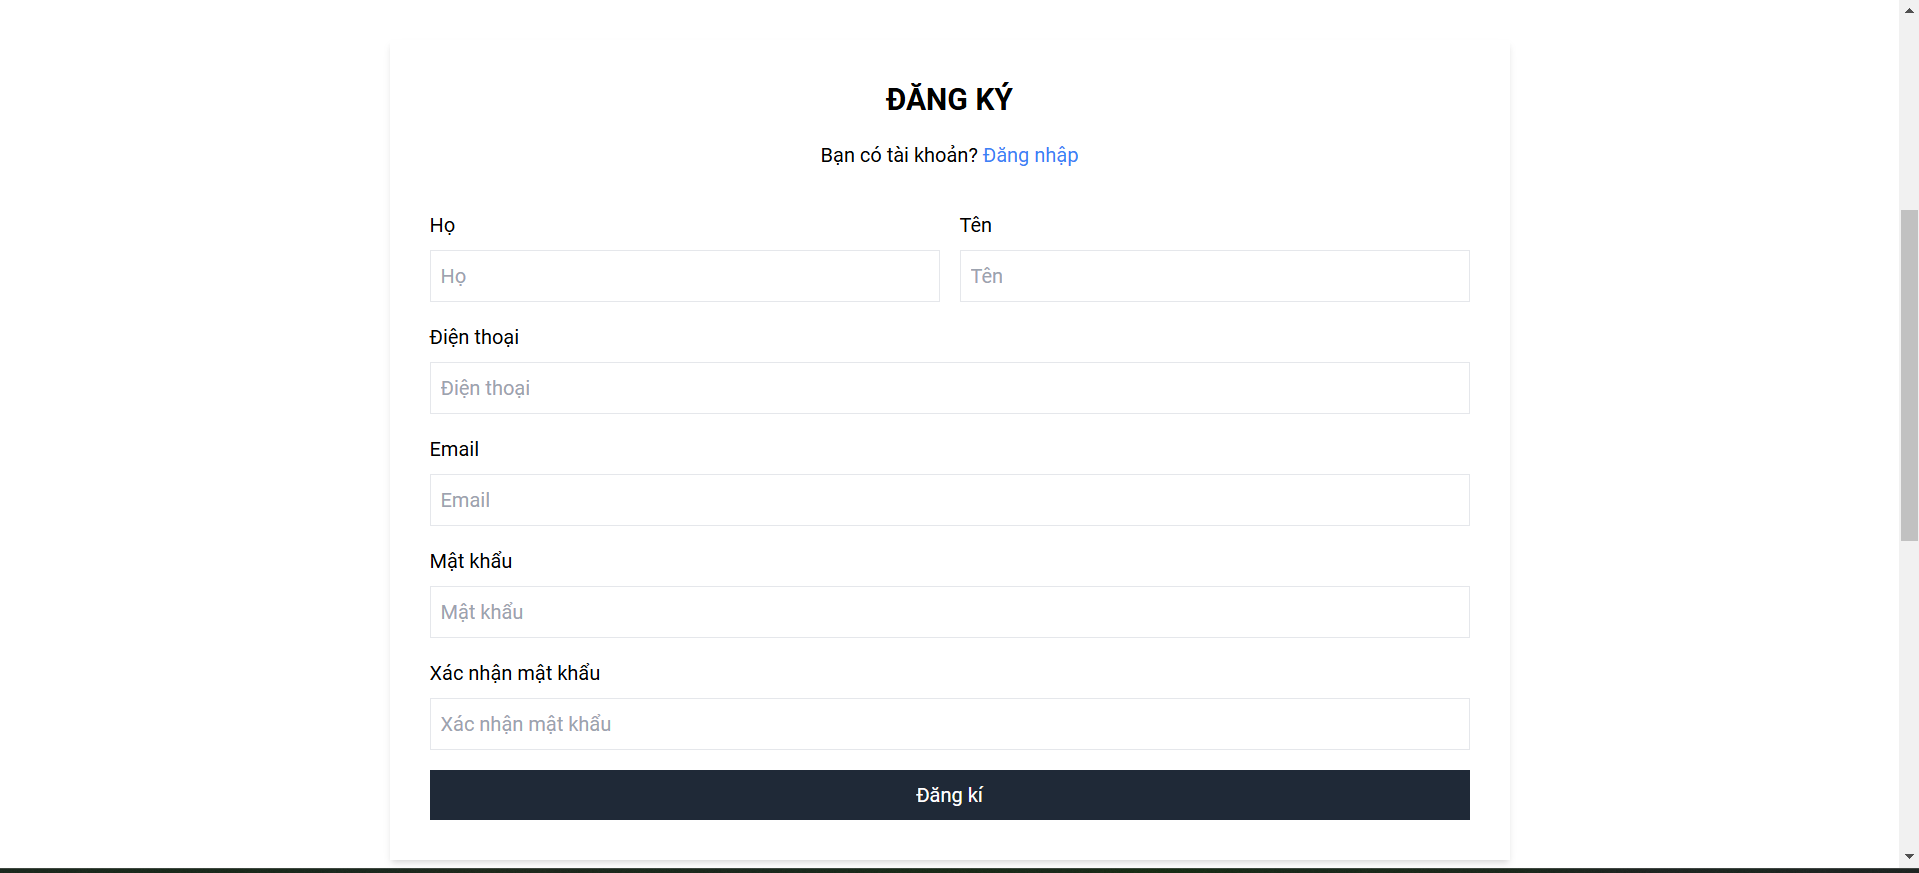 ĐĂNG KÝ
Bạn có tài khoản? Đăng nhập
Họ
Tên
Họ
Tên
Điện thoại
Điện thoại
Email
Email
Mật khẩu
Mật khẩu
Xác nhận mật khẩu
Xác nhận mật khẩu
Đăng kí